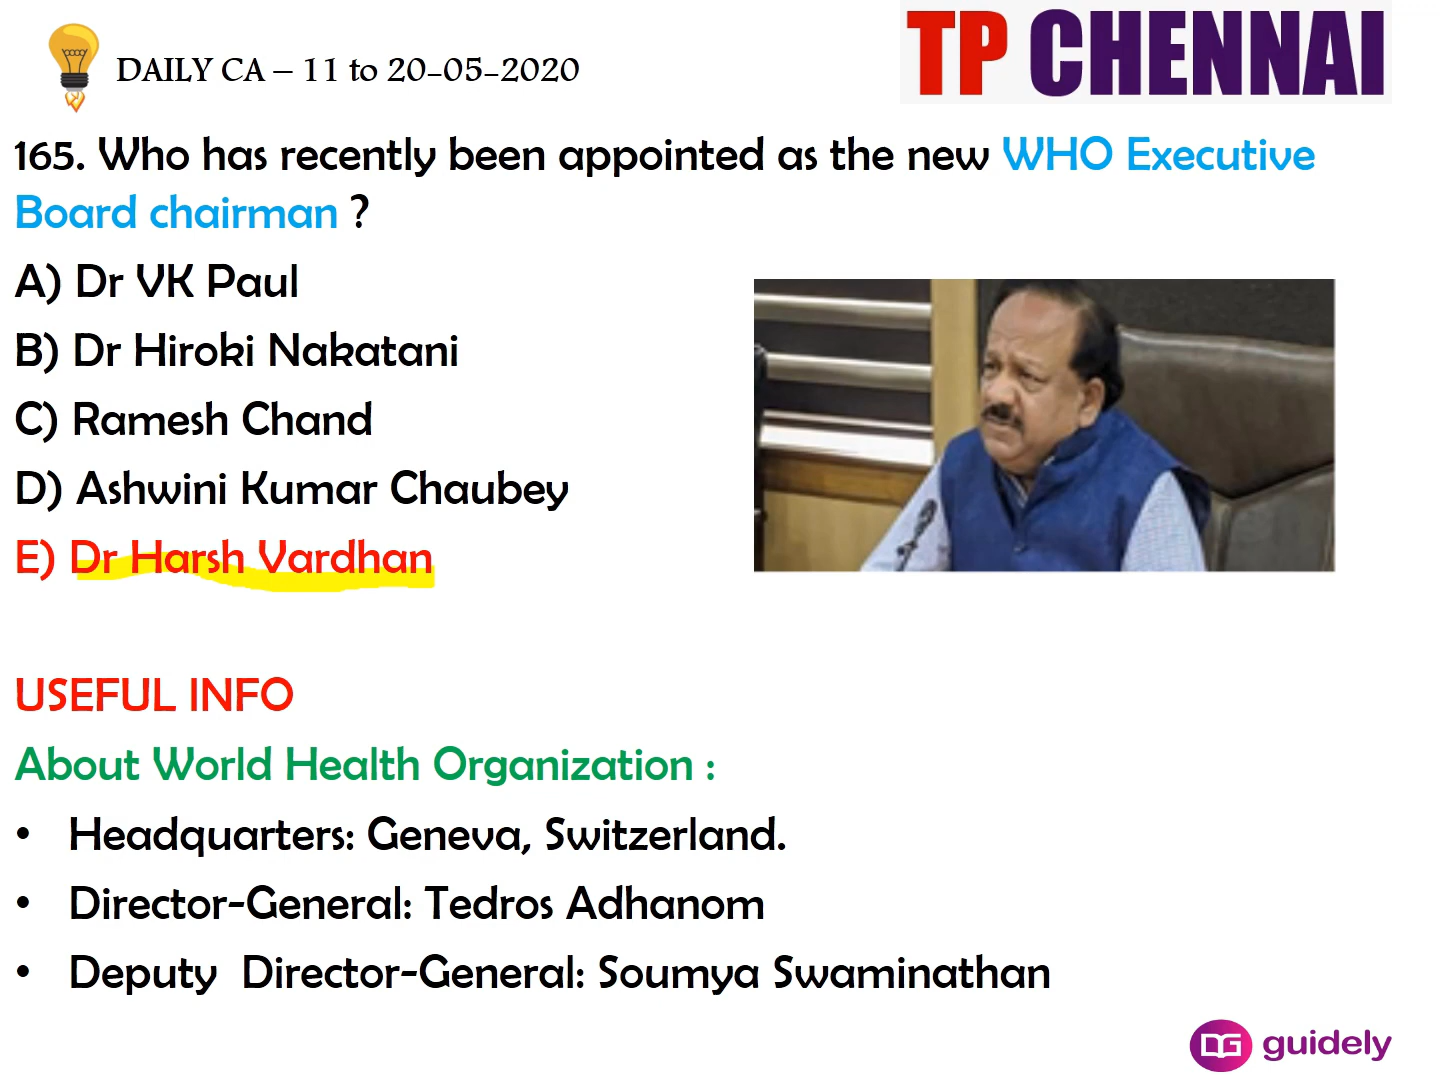 DAILY CA – 11 to 20-05-2020
TP CHENNAI
165. Who has recently been appointed as the new WHO Executive
Board chairman ?
A) Dr VK Paul
B) Dr Hiroki Nakatani
C) Ramesh Chand
D) Ashwini Kumar Chaubey
E) Dr Harsh Vardhan
USEFUL INFO
About World Health Organization :
• Headquarters: Geneva, Switzerland.
• Director-General: Tedros Adhanom
• Deputy  Director-General: Soumya Swaminathan
DG guidely